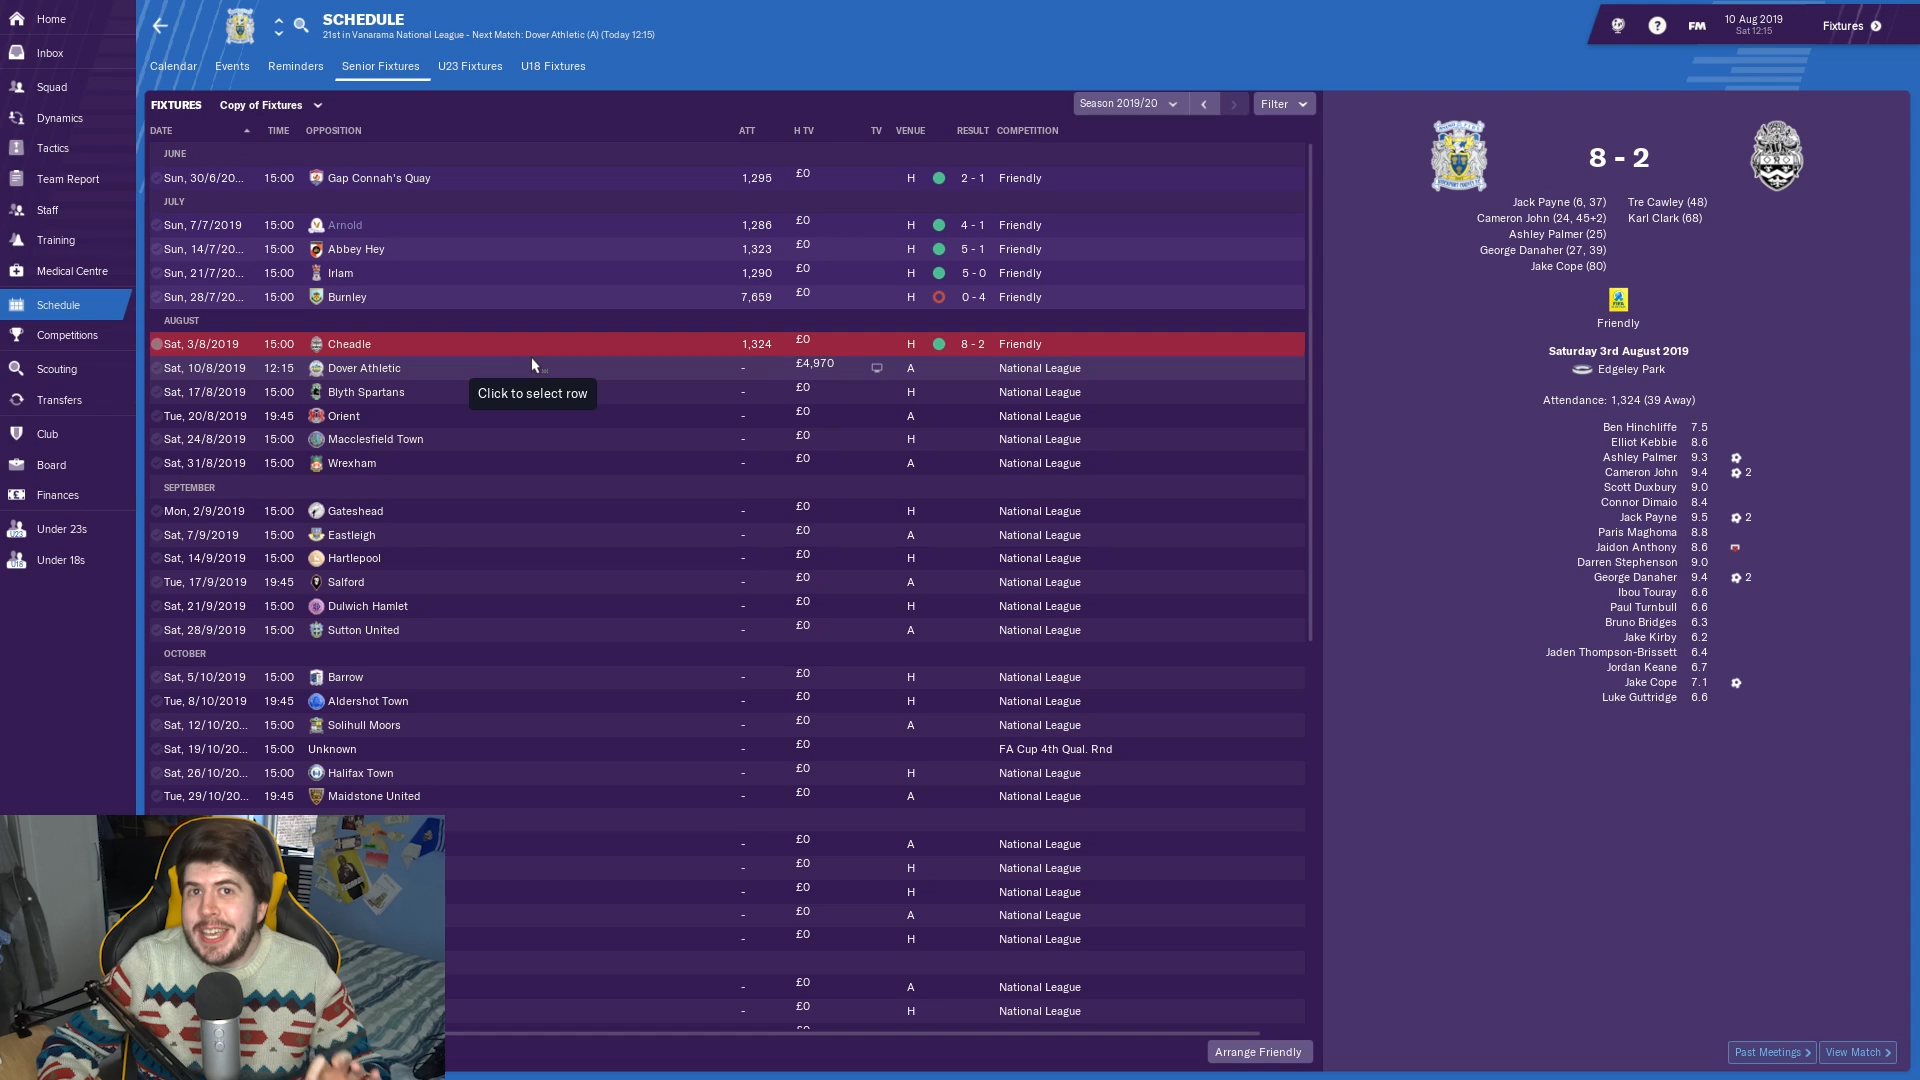 Home
Inbox
Squad
Dynamics
Tactics
Team Report
Staff
Training
Medical Centre
Schedule
Competitions
Scouting
Transfers
Club
Board
Finances
Under 23s
Under 18s
SCHEDULE
21st in Vanarama National League - Next Match: Dover Athletic (A) (Today 12:15)
FM
10 Aug 2019
Sat 12:15
Fixtures
Calendar Events Reminders Senior Fixtures U23 Fixtures U18 Fixtures
FIXTURES Copy of Fixtures Season 2019/20 Filter
DATE TIME OPPOSITION ATT H TV TV VENUE RESULT COMPETITION
JUNE
Sun, 30/6/20... 15:00 Gap Connah's Quay 1,295 £0 H 2 - 1 Friendly
JULY
Sun, 7/7/2019 15:00 Arnold 1,286 £0 H 4 - 1 Friendly
Sun, 14/7/20... 15:00 Abbey Hey 1,323 £0 H 5 - 1 Friendly
Sun, 21/7/20... 15:00 Irlam 1,290 £0 H 5 - 0 Friendly
Sun, 28/7/20... 15:00 Burnley 7,659 £0 H 0 - 4 Friendly
AUGUST
Sat, 3/8/2019 15:00 Cheadle 1,324 £0 H 8 - 2 Friendly
Sat, 10/8/2019 12:15 Dover Athletic - £4,970 A National League
Sat, 17/8/2019 15:00 Blyth Spartans - £0 H National League
Click to select row
Tue, 20/8/2019 19:45 Orient - £0 A National League
Sat, 24/8/2019 15:00 Macclesfield Town - £0 H National League
Sat, 31/8/2019 15:00 Wrexham - £0 A National League
SEPTEMBER
Mon, 2/9/2019 15:00 Gateshead - £0 H National League
Sat, 7/9/2019 15:00 Eastleigh - £0 A National League
Sat, 14/9/2019 15:00 Hartlepool - £0 H National League
Tue, 17/9/2019 19:45 Salford - £0 A National League
Sat, 21/9/2019 15:00 Dulwich Hamlet - £0 H National League
Sat, 28/9/2019 15:00 Sutton United - £0 A National League
OCTOBER
Sat, 5/10/2019 15:00 Barrow - £0 H National League
Tue, 8/10/2019 19:45 Aldershot Town - £0 H National League
Sat, 12/10/20... 15:00 Solihull Moors - £0 A National League
Sat, 19/10/20... 15:00 Unknown - £0 FA Cup 4th Qual. Rnd
Sat, 26/10/20... 15:00 Halifax Town - £0 H National League
Tue, 29/10/20... 19:45 Maidstone United - £0 A National League
- £0 A National League
- £0 H National League
- £0 H National League
- £0 A National League
- £0 H National League
- £0 A National League
- £0 H National League
Arrange Friendly
8 - 2
Jack Payne (6, 37) Tre Cawley (48)
Cameron John (24, 45+2) Karl Clark (68)
Ashley Palmer (25)
George Danaher (27, 39)
Jake Cope (80)
Friendly
Saturday 3rd August 2019
Edgeley Park
Attendance: 1,324 (39 Away)
Ben Hinchliffe 7.5
Elliot Kebbie 8.6
Ashley Palmer 9.3
Cameron John 9.4 2
Scott Duxbury 9.0
Connor Dimaio 8.4
Jack Payne 9.5 2
Paris Maghoma 8.8
Jaidon Anthony 8.6
Darren Stephenson 9.0
George Danaher 9.4 2
Ibou Touray 6.6
Paul Turnbull 6.6
Bruno Bridges 6.3
Jake Kirby 6.2
Jaden Thompson-Brissett 6.4
Jordan Keane 6.7
Jake Cope 7.1
Luke Guttridge 6.6
Past Meetings View Match